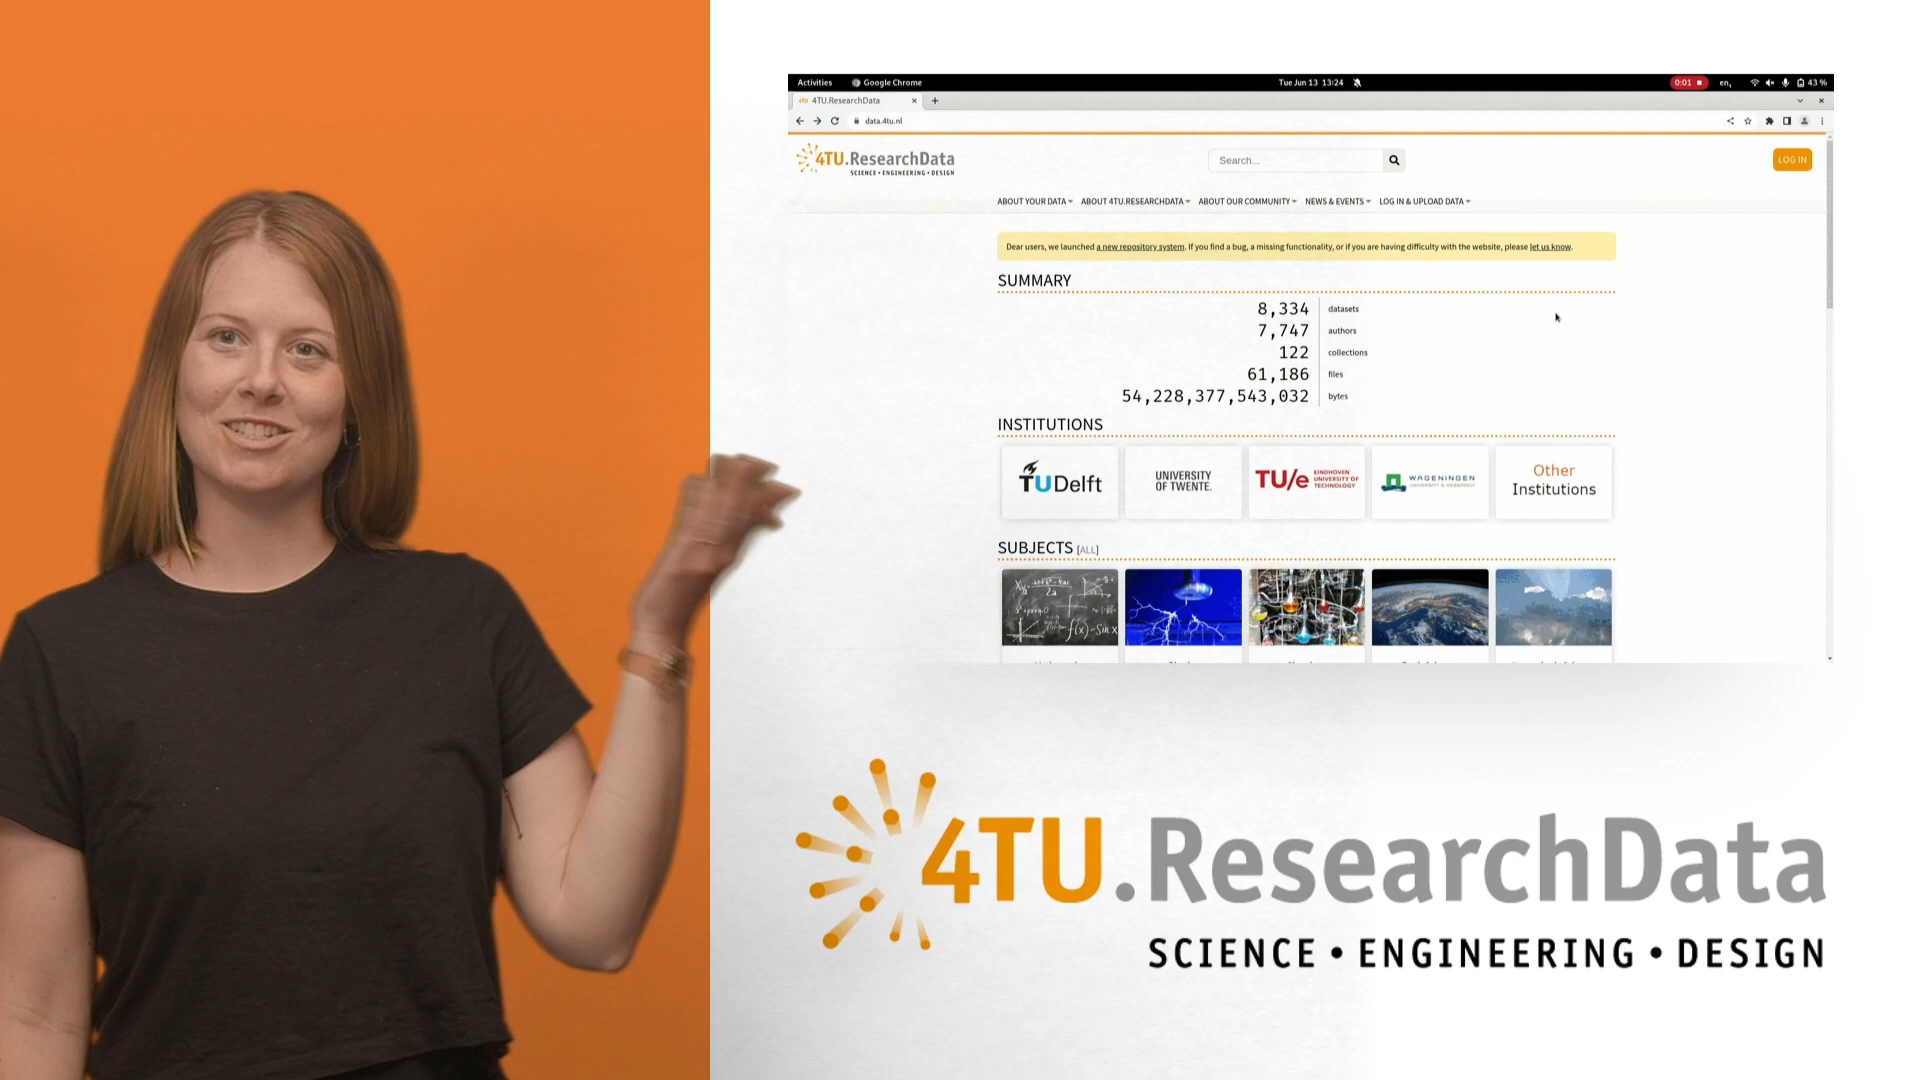 Activities Google Chrome Tue Jun 13 13:24 0:01 en, 43 %
4TU.ResearchData
data.4tu.nl
4TU.ResearchData
SCIENCE • ENGINEERING • DESIGN
Search...
LOG IN
ABOUT YOUR DATA ABOUT 4TU.RESEARCHDATA ABOUT OUR COMMUNITY NEWS & EVENTS LOG IN & UPLOAD DATA
Dear users, we launched a new repository system. If you find a bug, a missing functionality, or if you are having difficulty with the website, please let us know.
SUMMARY
8,334 datasets
7,747 authors
122 collections
61,186 files
54,228,377,543,032 bytes
INSTITUTIONS
TUDelft
UNIVERSITY
OF TWENTE.
TU/e EINDHOVEN
UNIVERSITY OF
TECHNOLOGY
WAGENINGEN
UNIVERSITY & RESEARCH
Other
Institutions
SUBJECTS [ALL]
4TU.ResearchData
SCIENCE • ENGINEERING • DESIGN